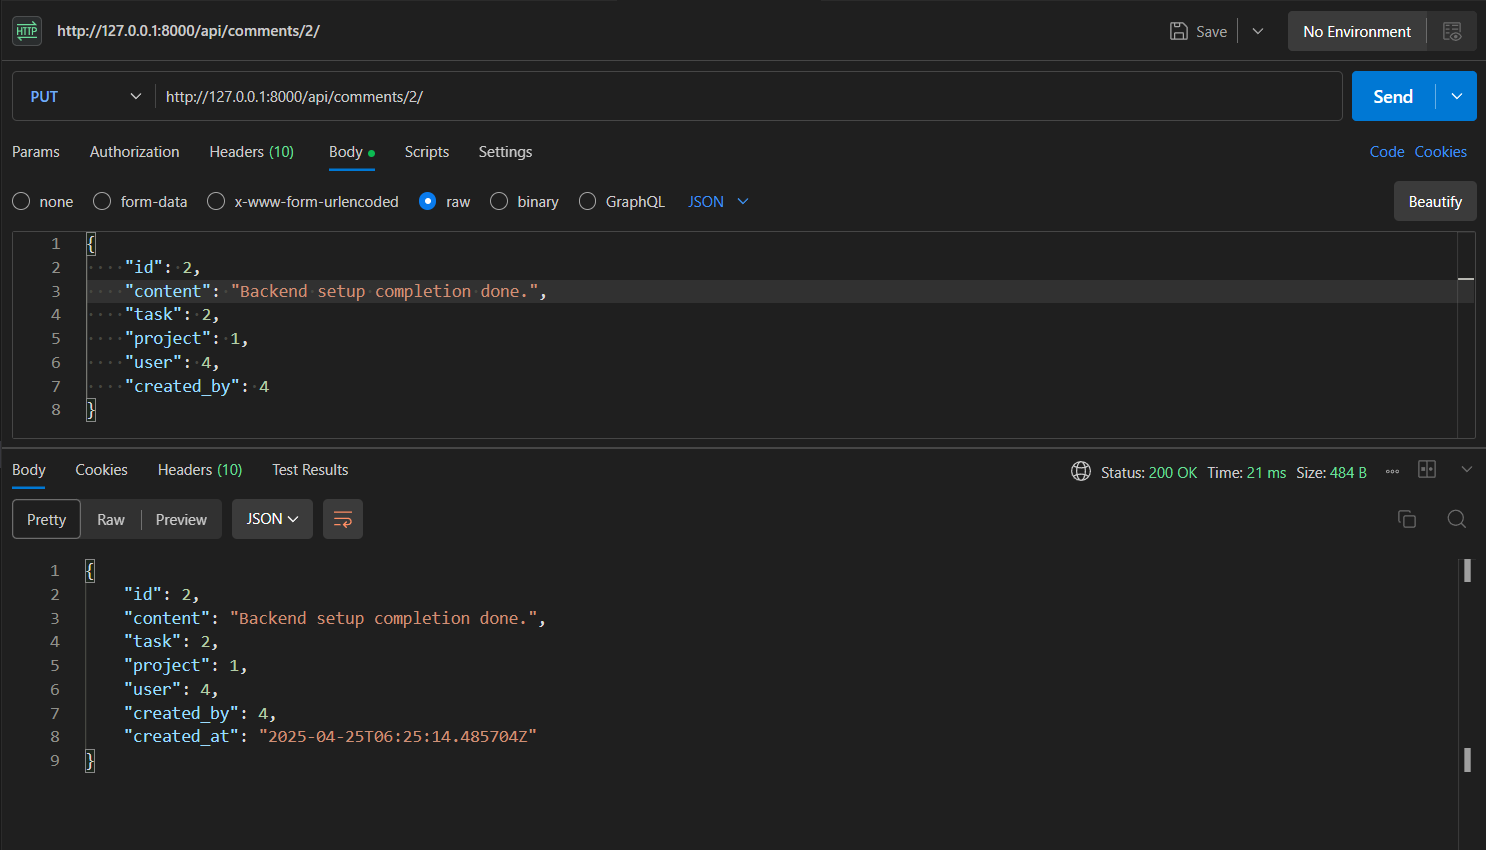 HTTP http://127.0.0.1:8000/api/comments/2/ Save No Environment
PUT http://127.0.0.1:8000/api/comments/2/ Send
Params Authorization Headers (10) Body Scripts Settings Code Cookies
none form-data x-www-form-urlencoded raw binary GraphQL JSON Beautify
1 {
2 "id": 2,
3 "content": "Backend setup completion done.",
4 "task": 2,
5 "project": 1,
6 "user": 4,
7 "created_by": 4
8 }
Body Cookies Headers (10) Test Results Status: 200 OK Time: 21 ms Size: 484 B
Pretty Raw Preview JSON
1 {
2 "id": 2,
3 "content": "Backend setup completion done.",
4 "task": 2,
5 "project": 1,
6 "user": 4,
7 "created_by": 4,
8 "created_at": "2025-04-25T06:25:14.485704Z"
9 }